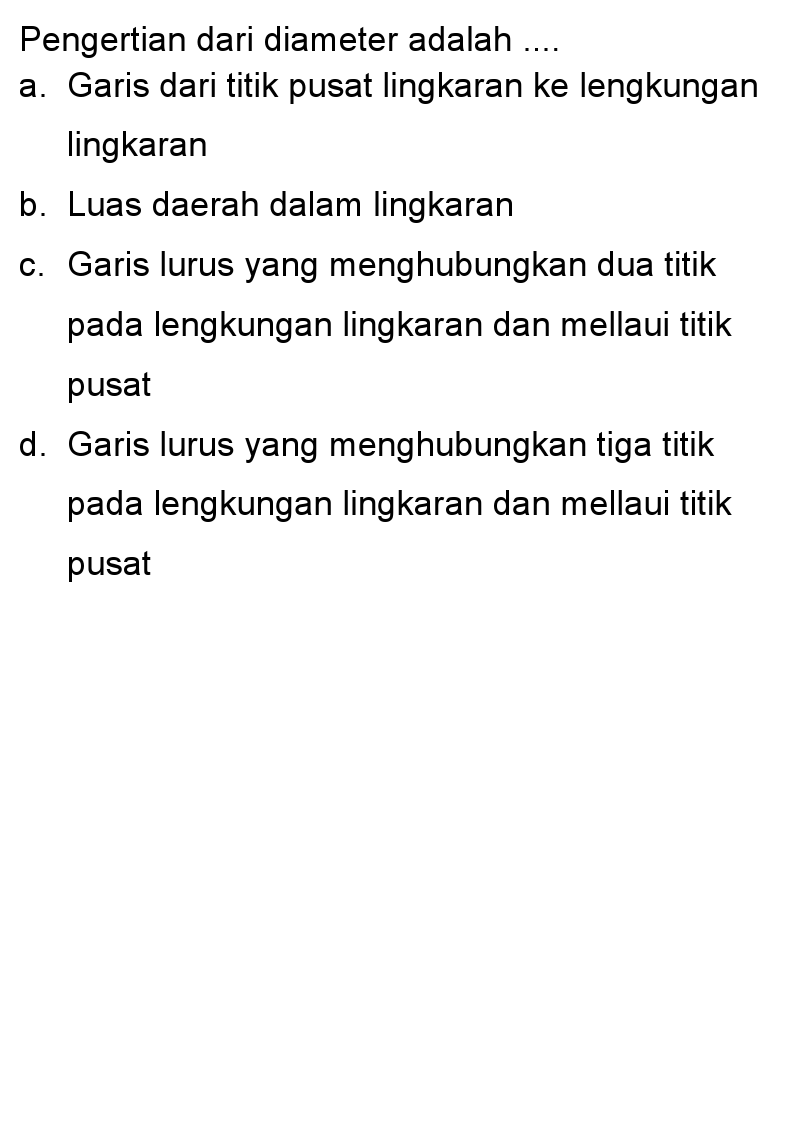 Pengertian dari diameter adalah ....
a. Garis dari titik pusat lingkaran ke lengkungan
lingkaran
b. Luas daerah dalam lingkaran
c. Garis lurus yang menghubungkan dua titik
pada lengkungan lingkaran dan mellaui titik
pusat
d. Garis lurus yang menghubungkan tiga titik
pada lengkungan lingkaran dan mellaui titik
pusat